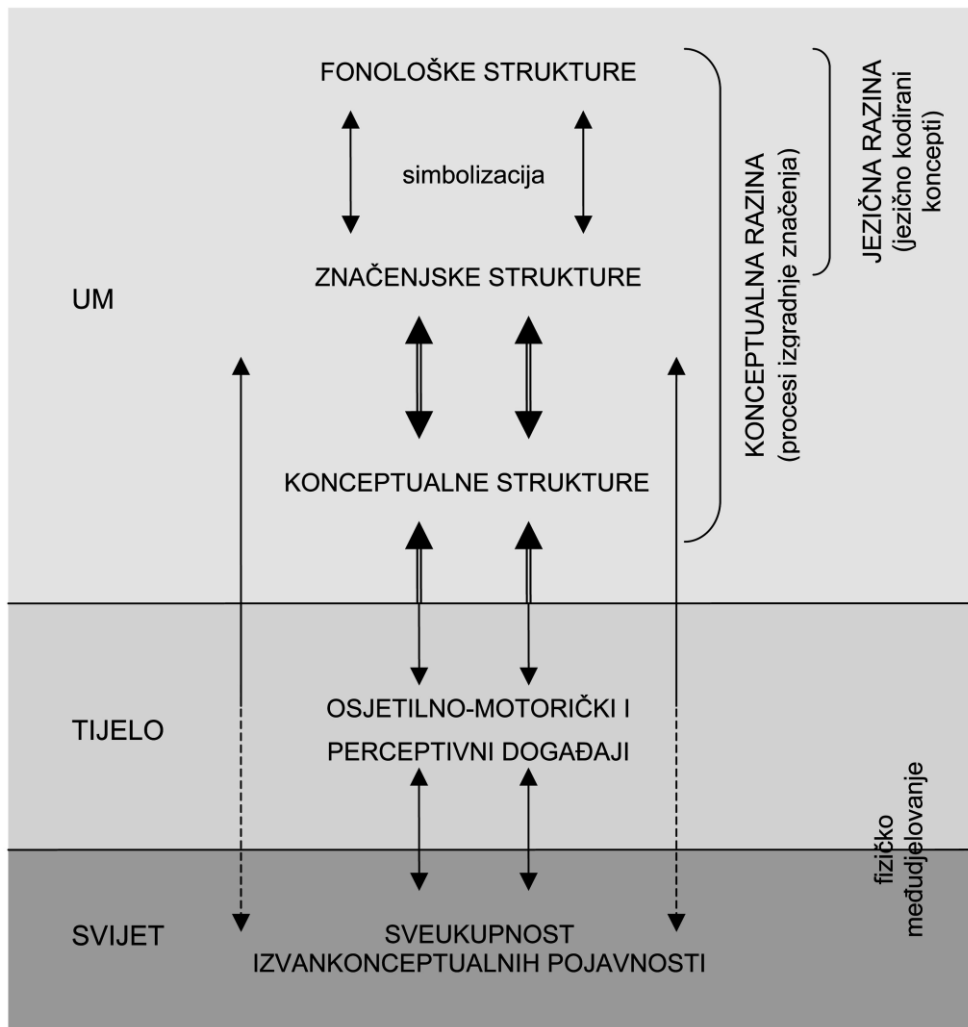 FONOLOŠKE STRUKTURE
simbolizacija
ZNAČENJSKE STRUKTURE
UM
KONCEPTUALNE STRUKTURE
KONCEPTUALNA RAZINA
(procesi izgradnje značenja)
JEZIČNA RAZINA
(jezično kodirani
koncepti)
TIJELO
OSJETILNO-MOTORIČKI I
PERCEPTIVNI DOGAĐAJI
fizičko
međudjelovanje
SVIJET
SVEUKUPNOST
IZVANKONCEPTUALNIH POJAVNOSTI